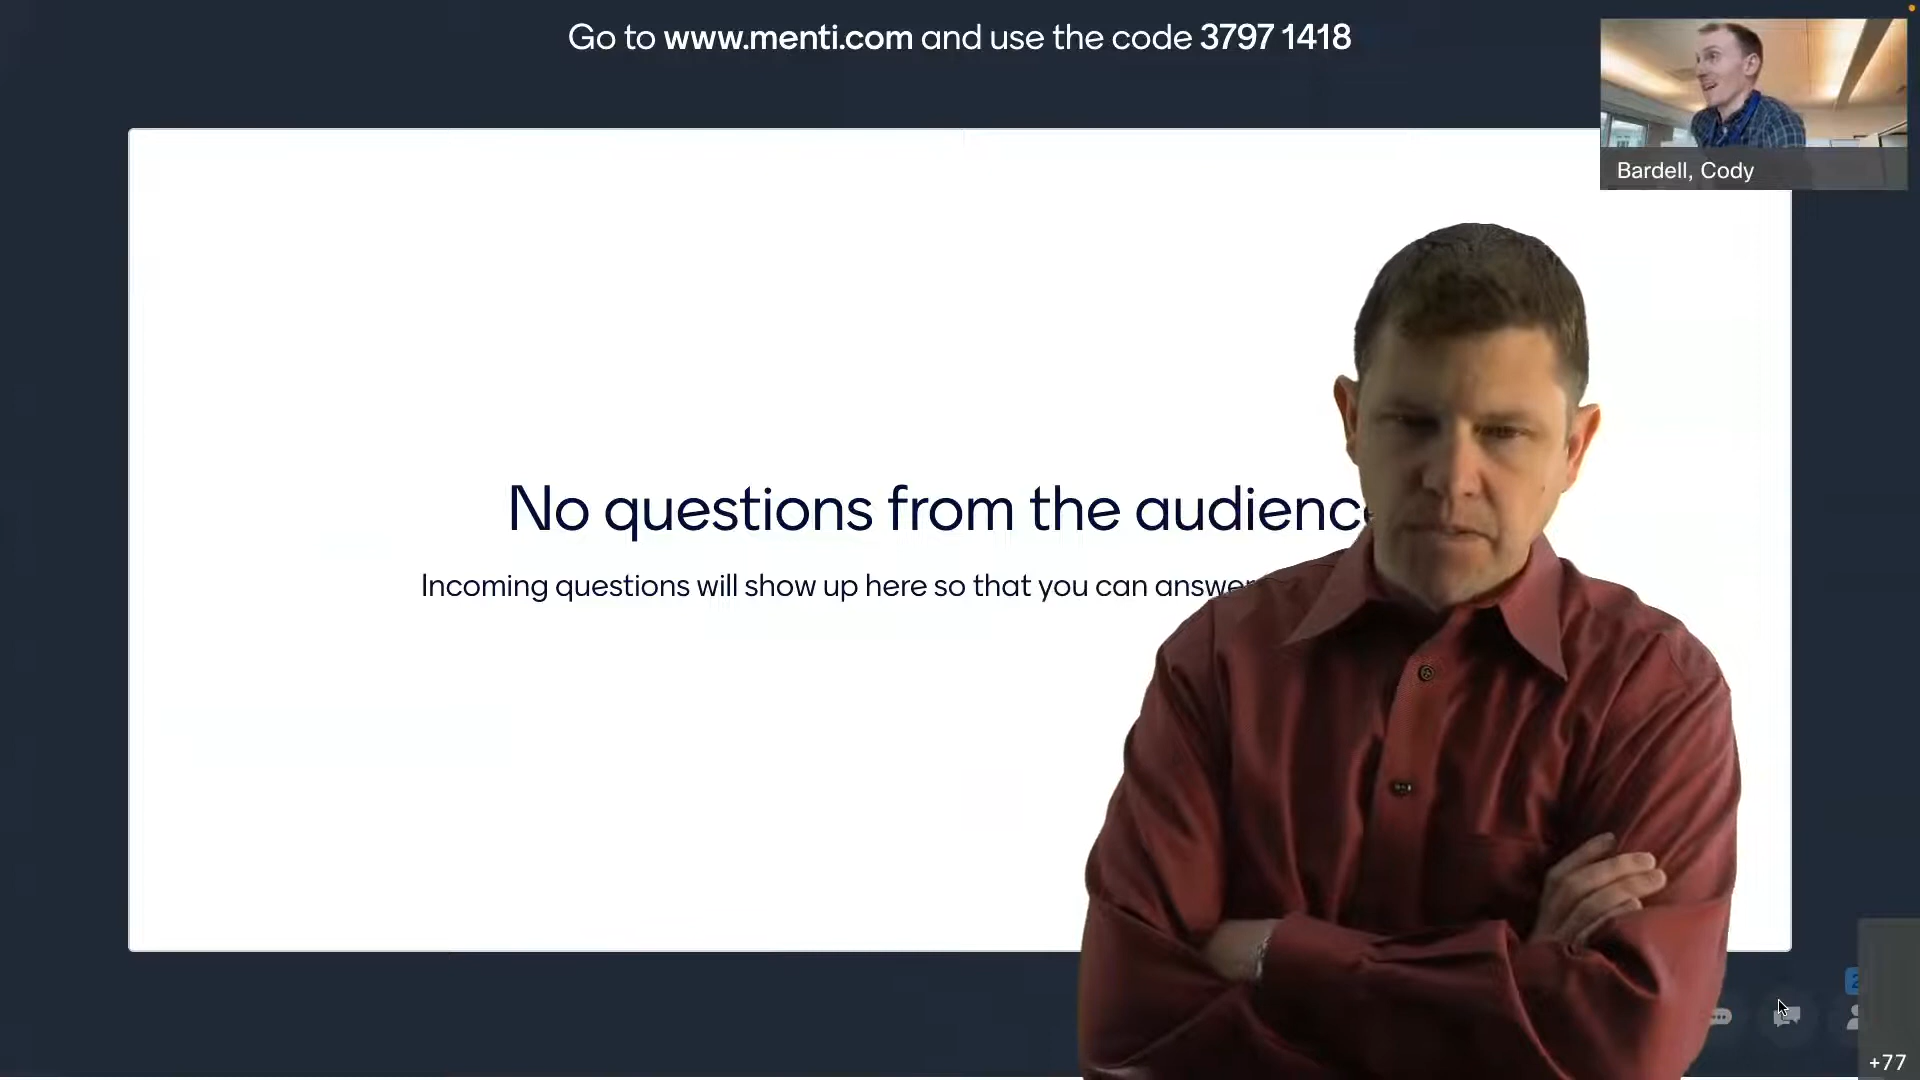 Go to www.menti.com and use the code 3797 1418
Bardell, Cody
No questions from the audienc
Incoming questions will show up here so that you can answer
+77